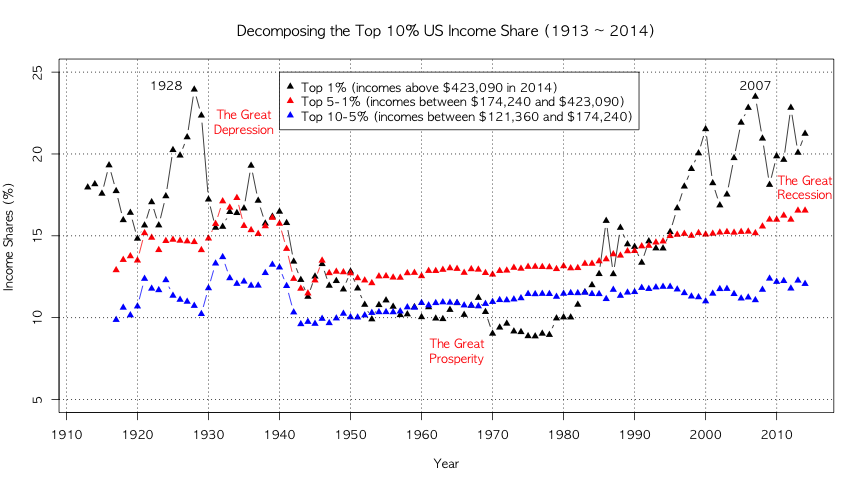 Decomposing the Top 10% US Income Share (1913 ~ 2014)
Income Shares (%)
25
20
15
10
5
1928
The Great
Depression
Top 1% (incomes above $423,090 in 2014)
Top 5-1% (incomes between $174,240 and $423,090)
Top 10-5% (incomes between $121,360 and $174,240)
2007
The Great
Recession
The Great
Prosperity
1910 1920 1930 1940 1950 1960 1970 1980 1990 2000 2010
Year